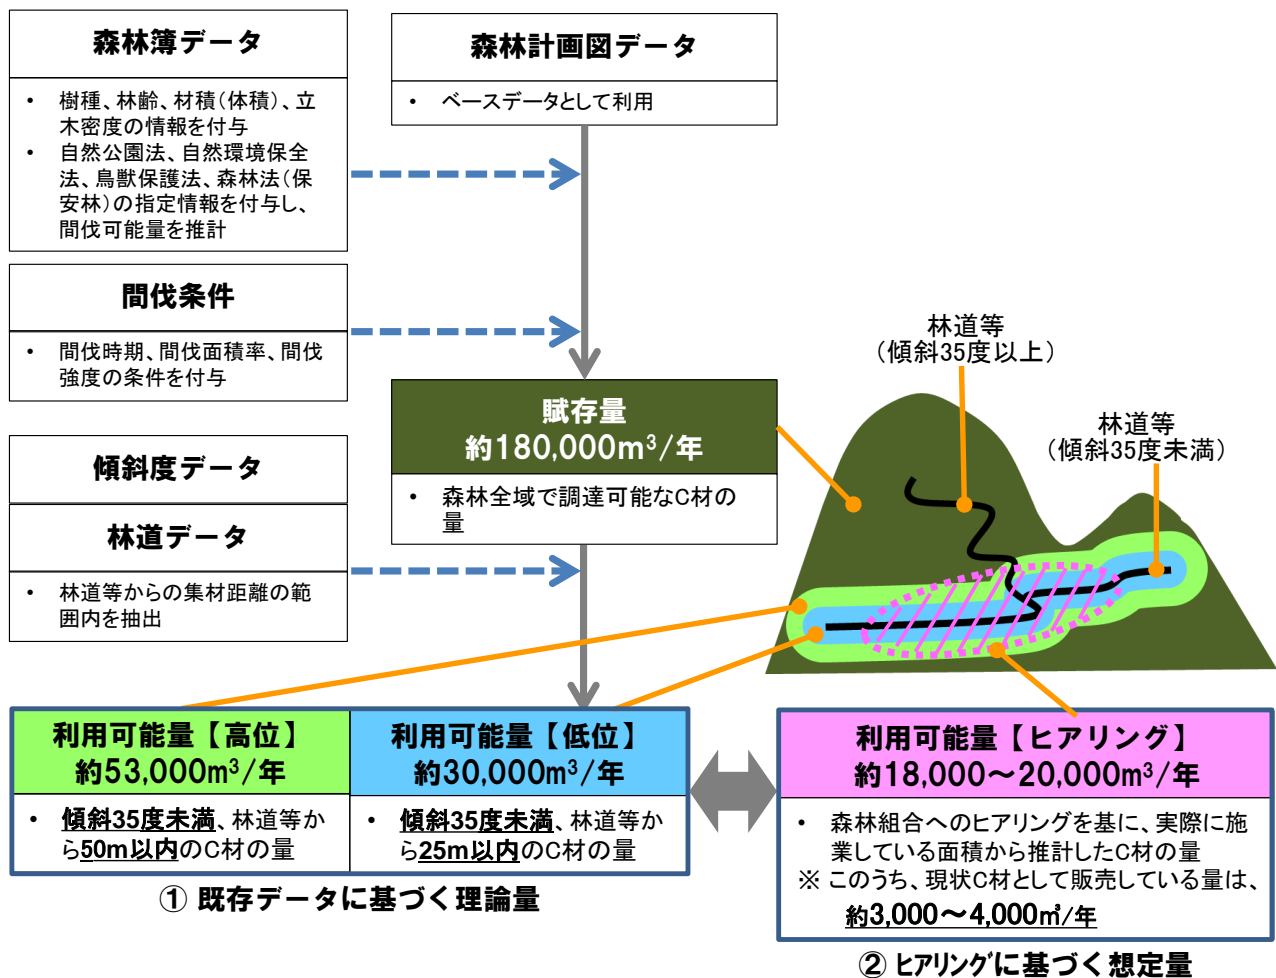 森林簿データ
• 樹種、林齢、材積(体積)、立
木密度の情報を付与
• 自然公園法、自然環境保全
法、鳥獣保護法、森林法(保
安林)の指定情報を付与し、
間伐可能量を推計
森林計画図データ
• ベースデータとして利用
間伐条件
• 間伐時期、間伐面積率、間伐
強度の条件を付与
賦存量
約180,000m³/年
• 森林全域で調達可能なC材の
量
傾斜度データ
林道データ
• 林道等からの集材距離の範
囲内を抽出
林道等
(傾斜35度以上)
林道等
(傾斜35度未満)
利用可能量【高位】
約53,000m³/年
• 傾斜35度未満、林道等か
ら50m以内のC材の量
利用可能量【低位】
約30,000m³/年
• 傾斜35度未満、林道等か
ら25m以内のC材の量
① 既存データに基づく理論量
利用可能量【ヒアリング】
約18,000～20,000m³/年
• 森林組合へのヒアリングを基に、実際に施
業している面積から推計したC材の量
※ このうち、現状C材として販売している量は、
約3,000～4,000㎥/年
② ﾋｱﾘﾝｸﾞに基づく想定量